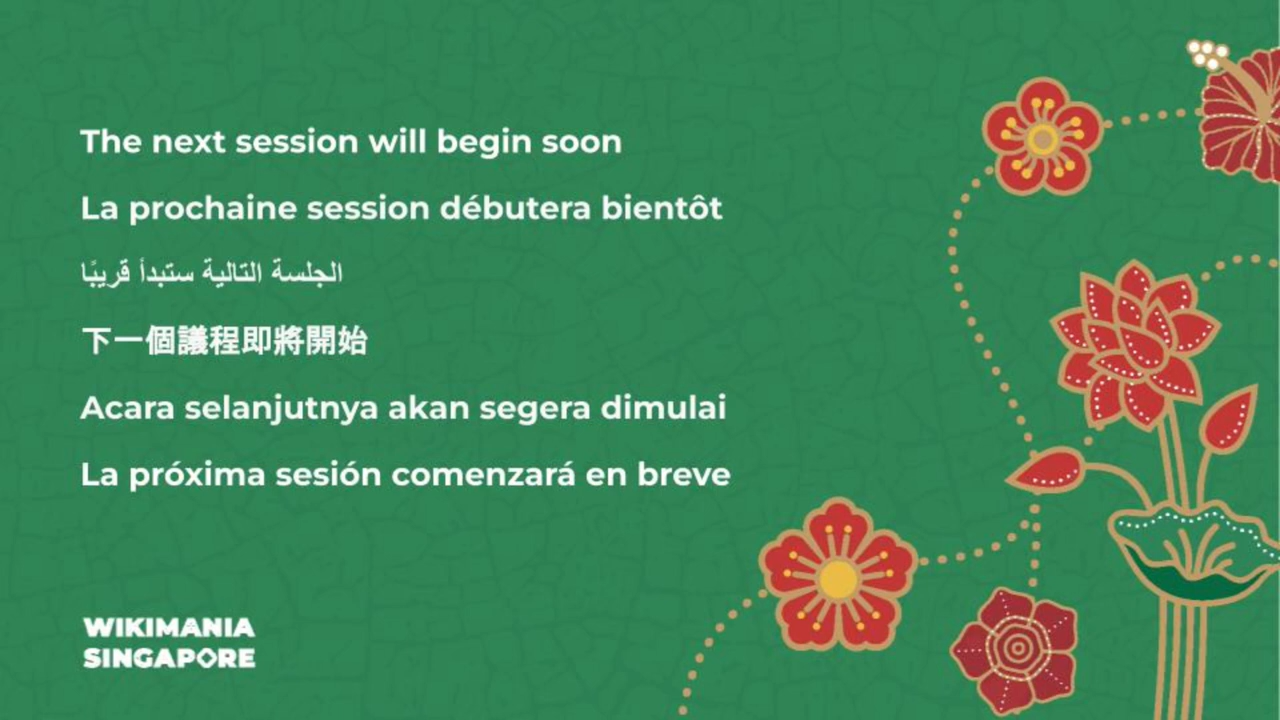 The next session will begin soon
La prochaine session débutera bientôt
الجلسة التالية ستبدأ قريبًا
下一個議程即將開始
Acara selanjutnya akan segera dimulai
La próxima sesión comenzará en breve
WIKIMANIA
SINGAPORE